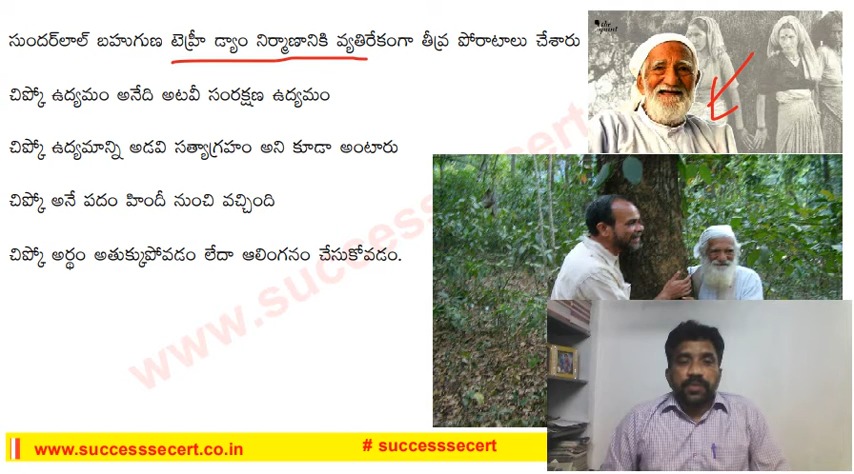 సుందర్‌లాల్ బహుగుణ టెహ్రీ డ్యాం నిర్మాణానికి వ్యతిరేకంగా తీవ్ర పోరాటాలు చేశారు
చిప్కో ఉద్యమం అనేది అటవీ సంరక్షణ ఉద్యమం
చిప్కో ఉద్యమాన్ని అడవి సత్యాగ్రహం అని కూడా అంటారు
చిప్కో అనే పదం హిందీ నుంచి వచ్చింది
చిప్కో అర్థం అతుక్కుపోవడం లేదా ఆలింగనం చేసుకోవడం.
www.successsecert.co.in
# successsecert